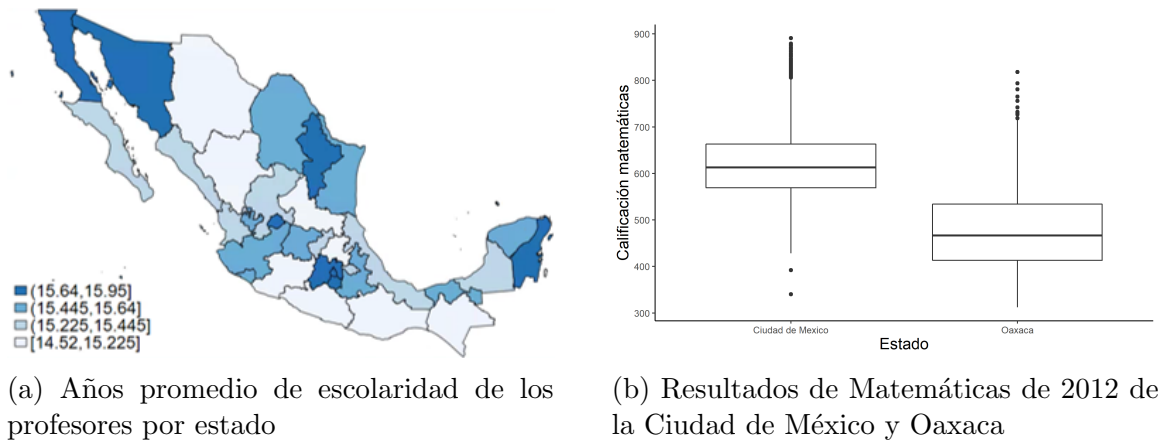 (15.64,15.95]
(15.445,15.64]
(15.225,15.445]
[14.52,15.225]
(a) Años promedio de escolaridad de los
profesores por estado
Calificación matemáticas
900
800
700
600
500
400
300
Ciudad de Mexico
Oaxaca
Estado
(b) Resultados de Matemáticas de 2012 de
la Ciudad de México y Oaxaca